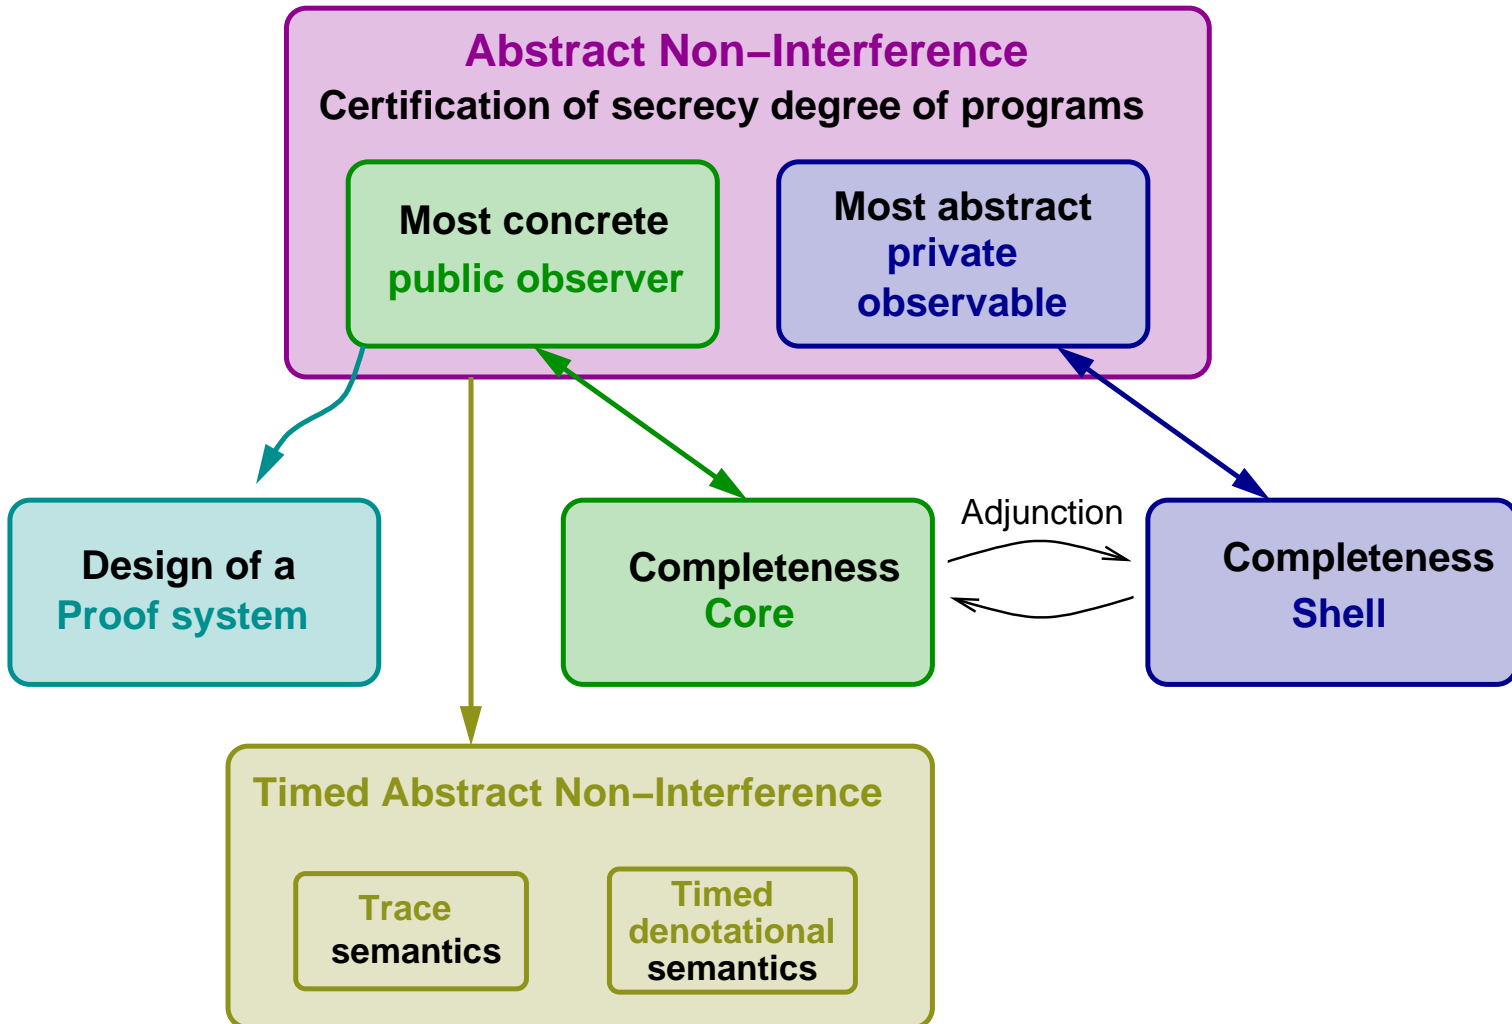 Abstract Non–Interference
Certification of secrecy degree of programs
Most concrete
public observer
Most abstract
private
observable
Design of a
Proof system
Completeness
Core
Adjunction
Completeness
Shell
Timed Abstract Non–Interference
Trace
semantics
Timed
denotational
semantics